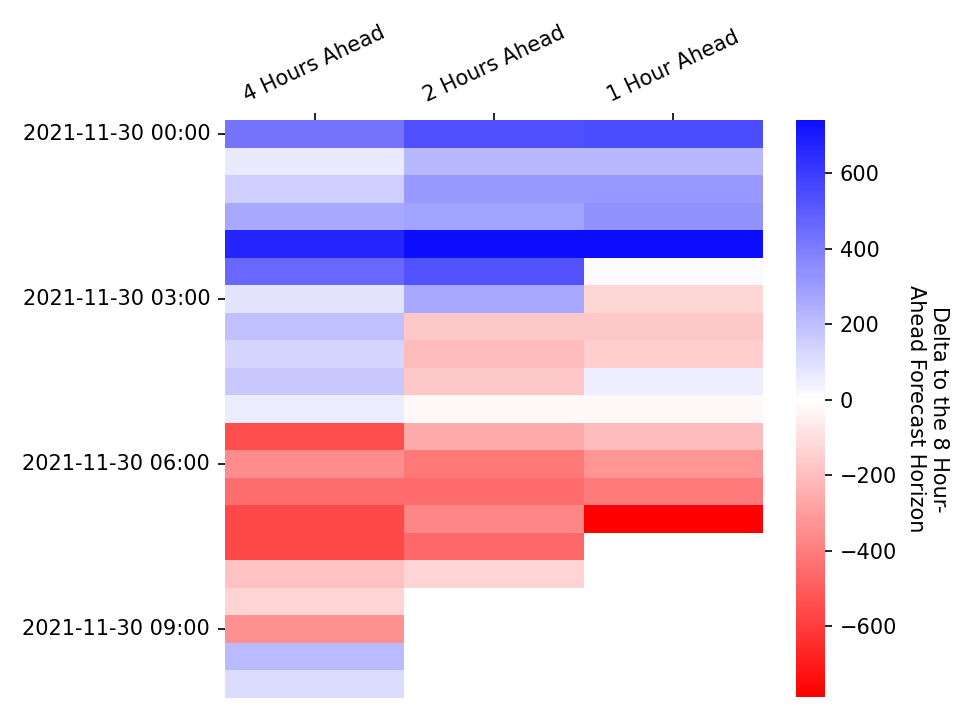 4 Hours Ahead
2 Hours Ahead
1 Hour Ahead
2021-11-30 00:00
2021-11-30 03:00
2021-11-30 06:00
2021-11-30 09:00
600
400
200
0
−200
−400
−600
Delta to the 8 Hour-
Ahead Forecast Horizon